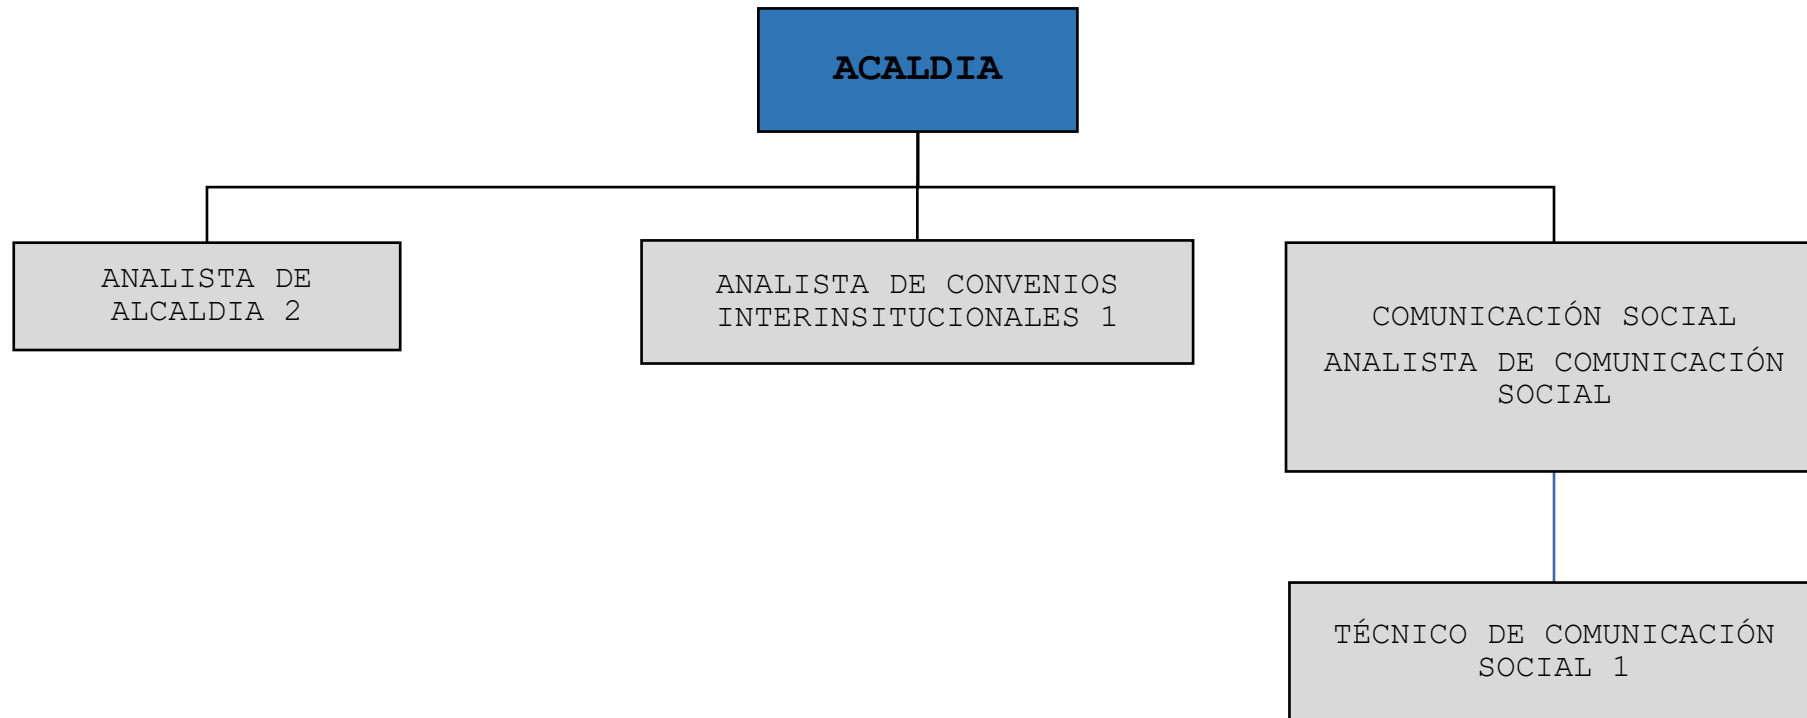 ACALDIA
ANALISTA DE
ALCALDIA 2
ANALISTA DE CONVENIOS
INTERINSITUCIONALES 1
COMUNICACIÓN SOCIAL
ANALISTA DE COMUNICACIÓN
SOCIAL
TÉCNICO DE COMUNICACIÓN
SOCIAL 1